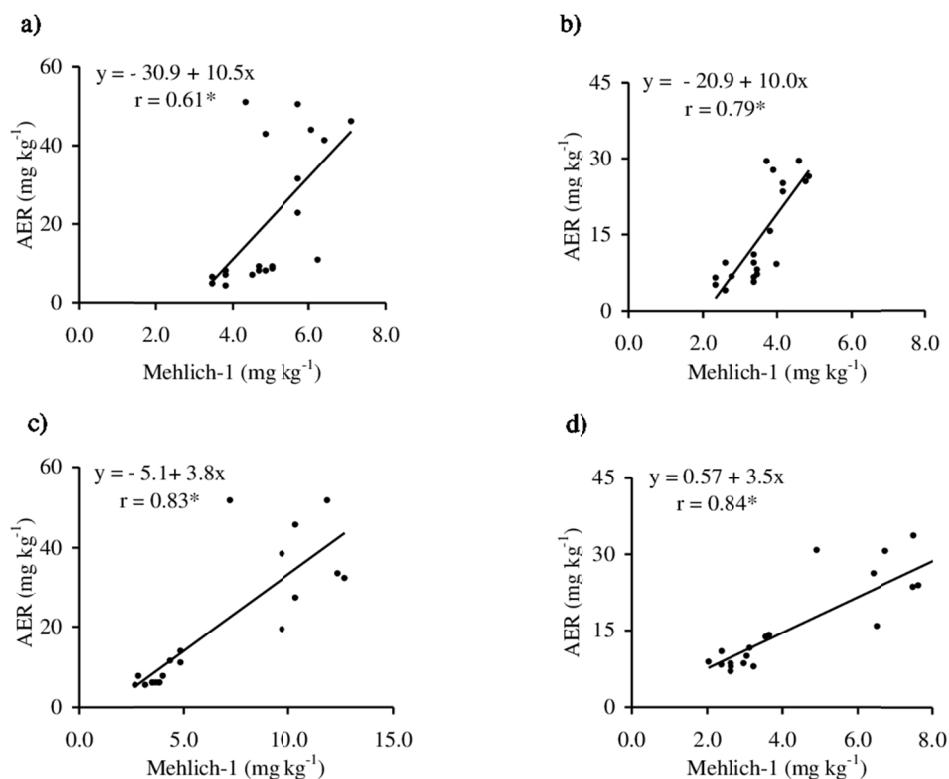 a)
y = - 30.9 + 10.5x
r = 0.61*
60
40
20
0
AER (mg kg⁻¹)
0.0 2.0 4.0 6.0 8.0
Mehlich-1 (mg kg⁻¹)
b)
y = - 20.9 + 10.0x
r = 0.79*
45
30
15
0
AER (mg kg⁻¹)
0.0 2.0 4.0 6.0 8.0
Mehlich-1 (mg kg⁻¹)
c)
y = - 5.1+ 3.8x
r = 0.83*
60
40
20
0
AER (mg kg⁻¹)
0.0 5.0 10.0 15.0
Mehlich-1 (mg kg⁻¹)
d)
y = 0.57 + 3.5x
r = 0.84*
45
30
15
0
AER (mg kg⁻¹)
0.0 2.0 4.0 6.0 8.0
Mehlich-1 (mg kg⁻¹)